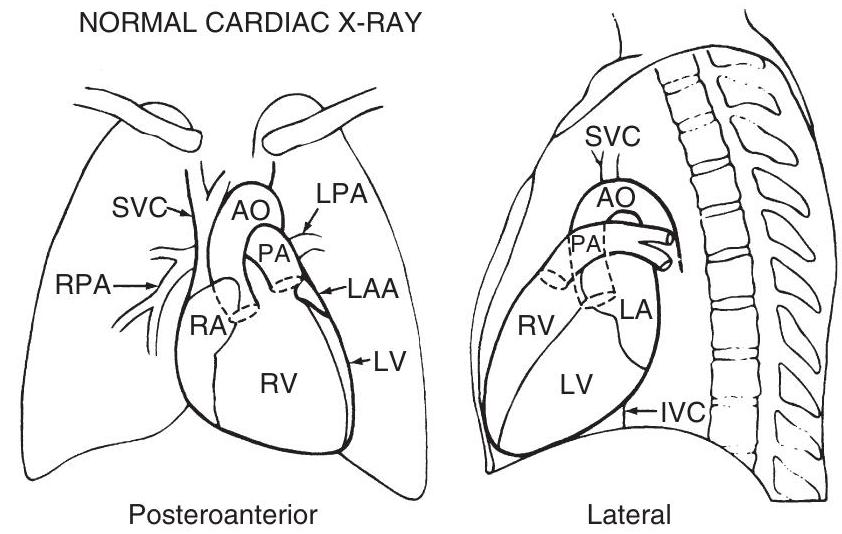 NORMAL CARDIAC X-RAY
SVC
AO
LPA
PA
RPA
LAA
RA
LV
RV
Posteroanterior
SVC
AO
PA
RV
LA
LV
IVC
Lateral